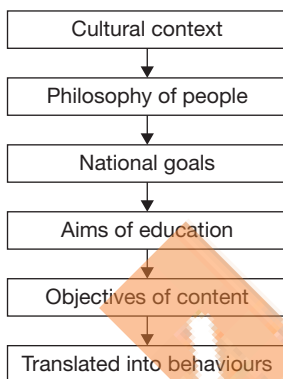 Cultural context
Philosophy of people
National goals
Aims of education
Objectives of content
Translated into behaviours